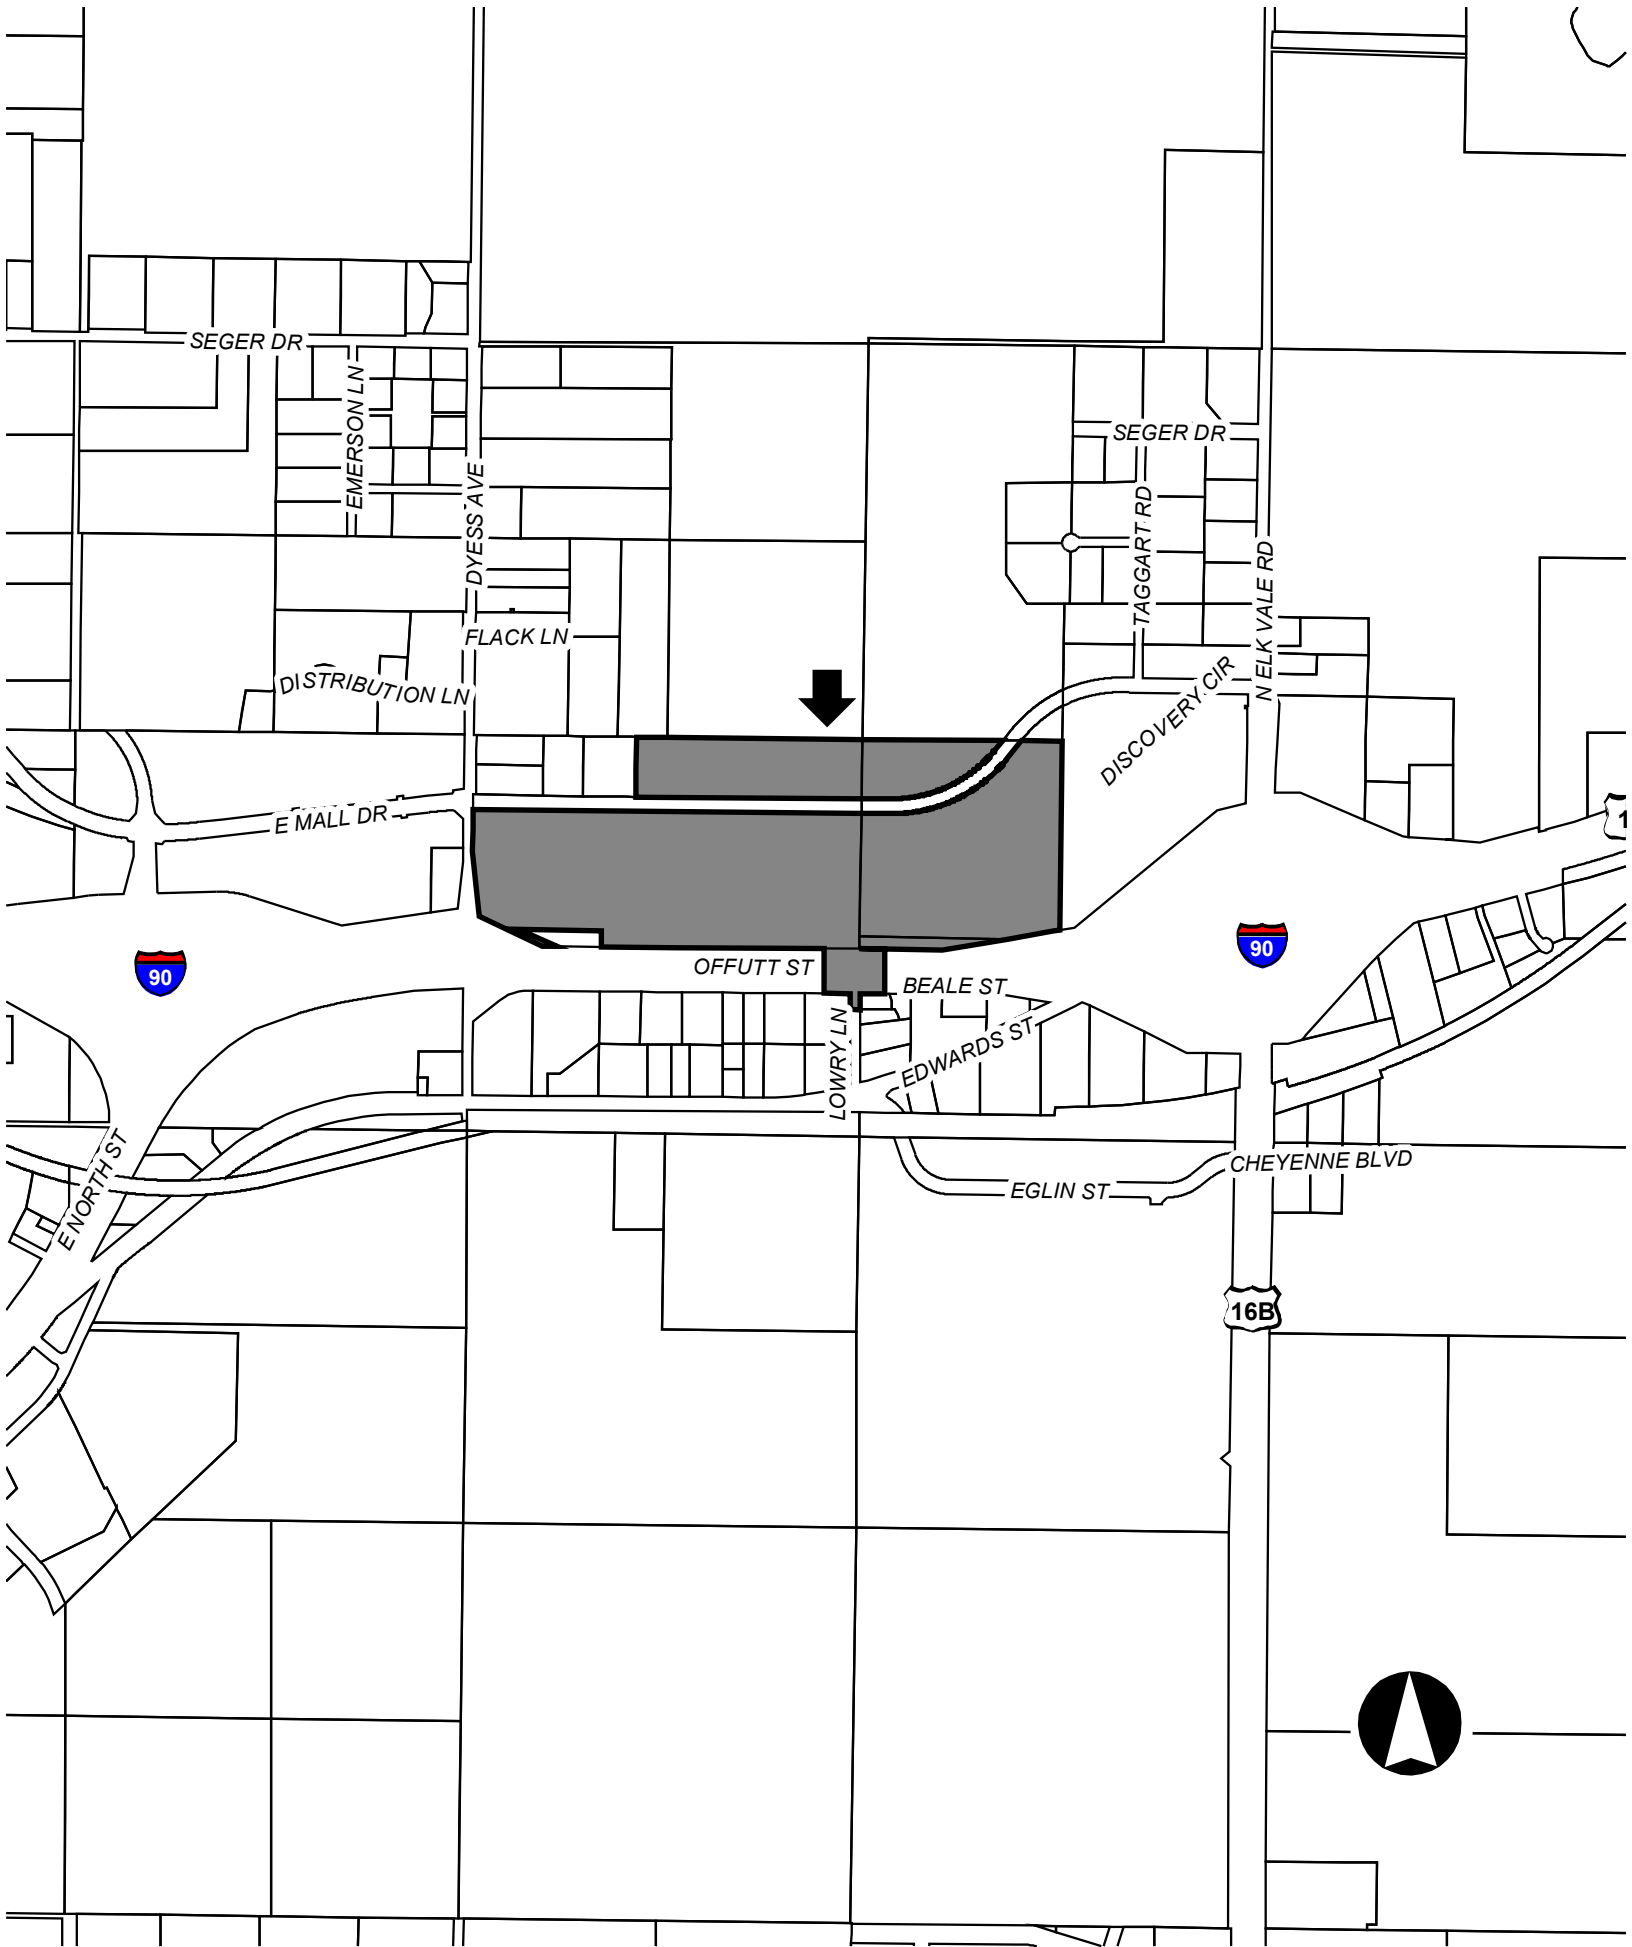 SEGER DR
EMERSON LN
SEGER DR
DYESS AVE
TAGGART RD
N ELK VALE RD
FLACK LN
DISTRIBUTION LN
DISCOVERY CIR
E MALL DR
1
90
90
OFFUTT ST
BEALE ST
LOWRY LN
EDWARDS ST
E NORTH ST
CHEYENNE BLVD
EGLIN ST
16B